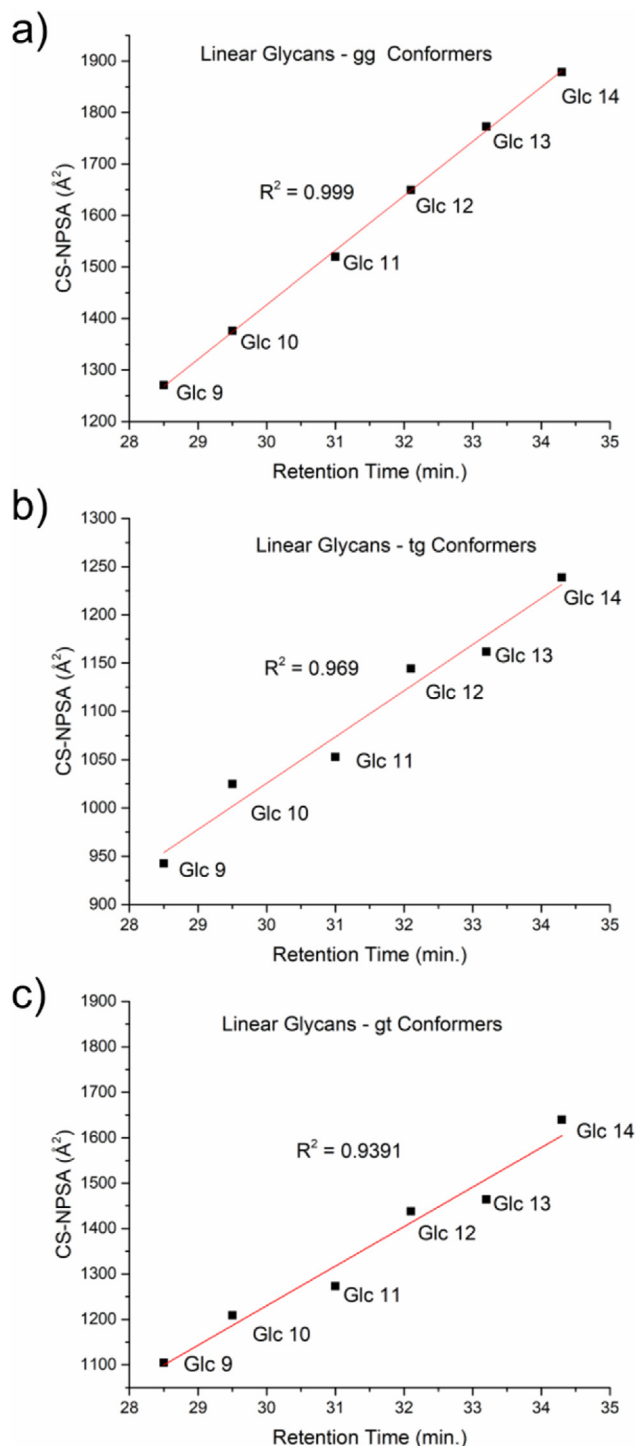 a)
Linear Glycans - gg Conformers
R² = 0.999
Glc 9
Glc 10
Glc 11
Glc 12
Glc 13
Glc 14
CS-NPSA (Å²)
1900
1800
1700
1600
1500
1400
1300
1200
28 29 30 31 32 33 34 35
Retention Time (min.)
b)
Linear Glycans - tg Conformers
R² = 0.969
Glc 9
Glc 10
Glc 11
Glc 12
Glc 13
Glc 14
CS-NPSA (Å²)
1300
1250
1200
1150
1100
1050
1000
950
900
28 29 30 31 32 33 34 35
Retention Time (min.)
c)
Linear Glycans - gt Conformers
R² = 0.9391
Glc 9
Glc 10
Glc 11
Glc 12
Glc 13
Glc 14
CS-NPSA (Å²)
1900
1800
1700
1600
1500
1400
1300
1200
1100
28 29 30 31 32 33 34 35
Retention Time (min.)